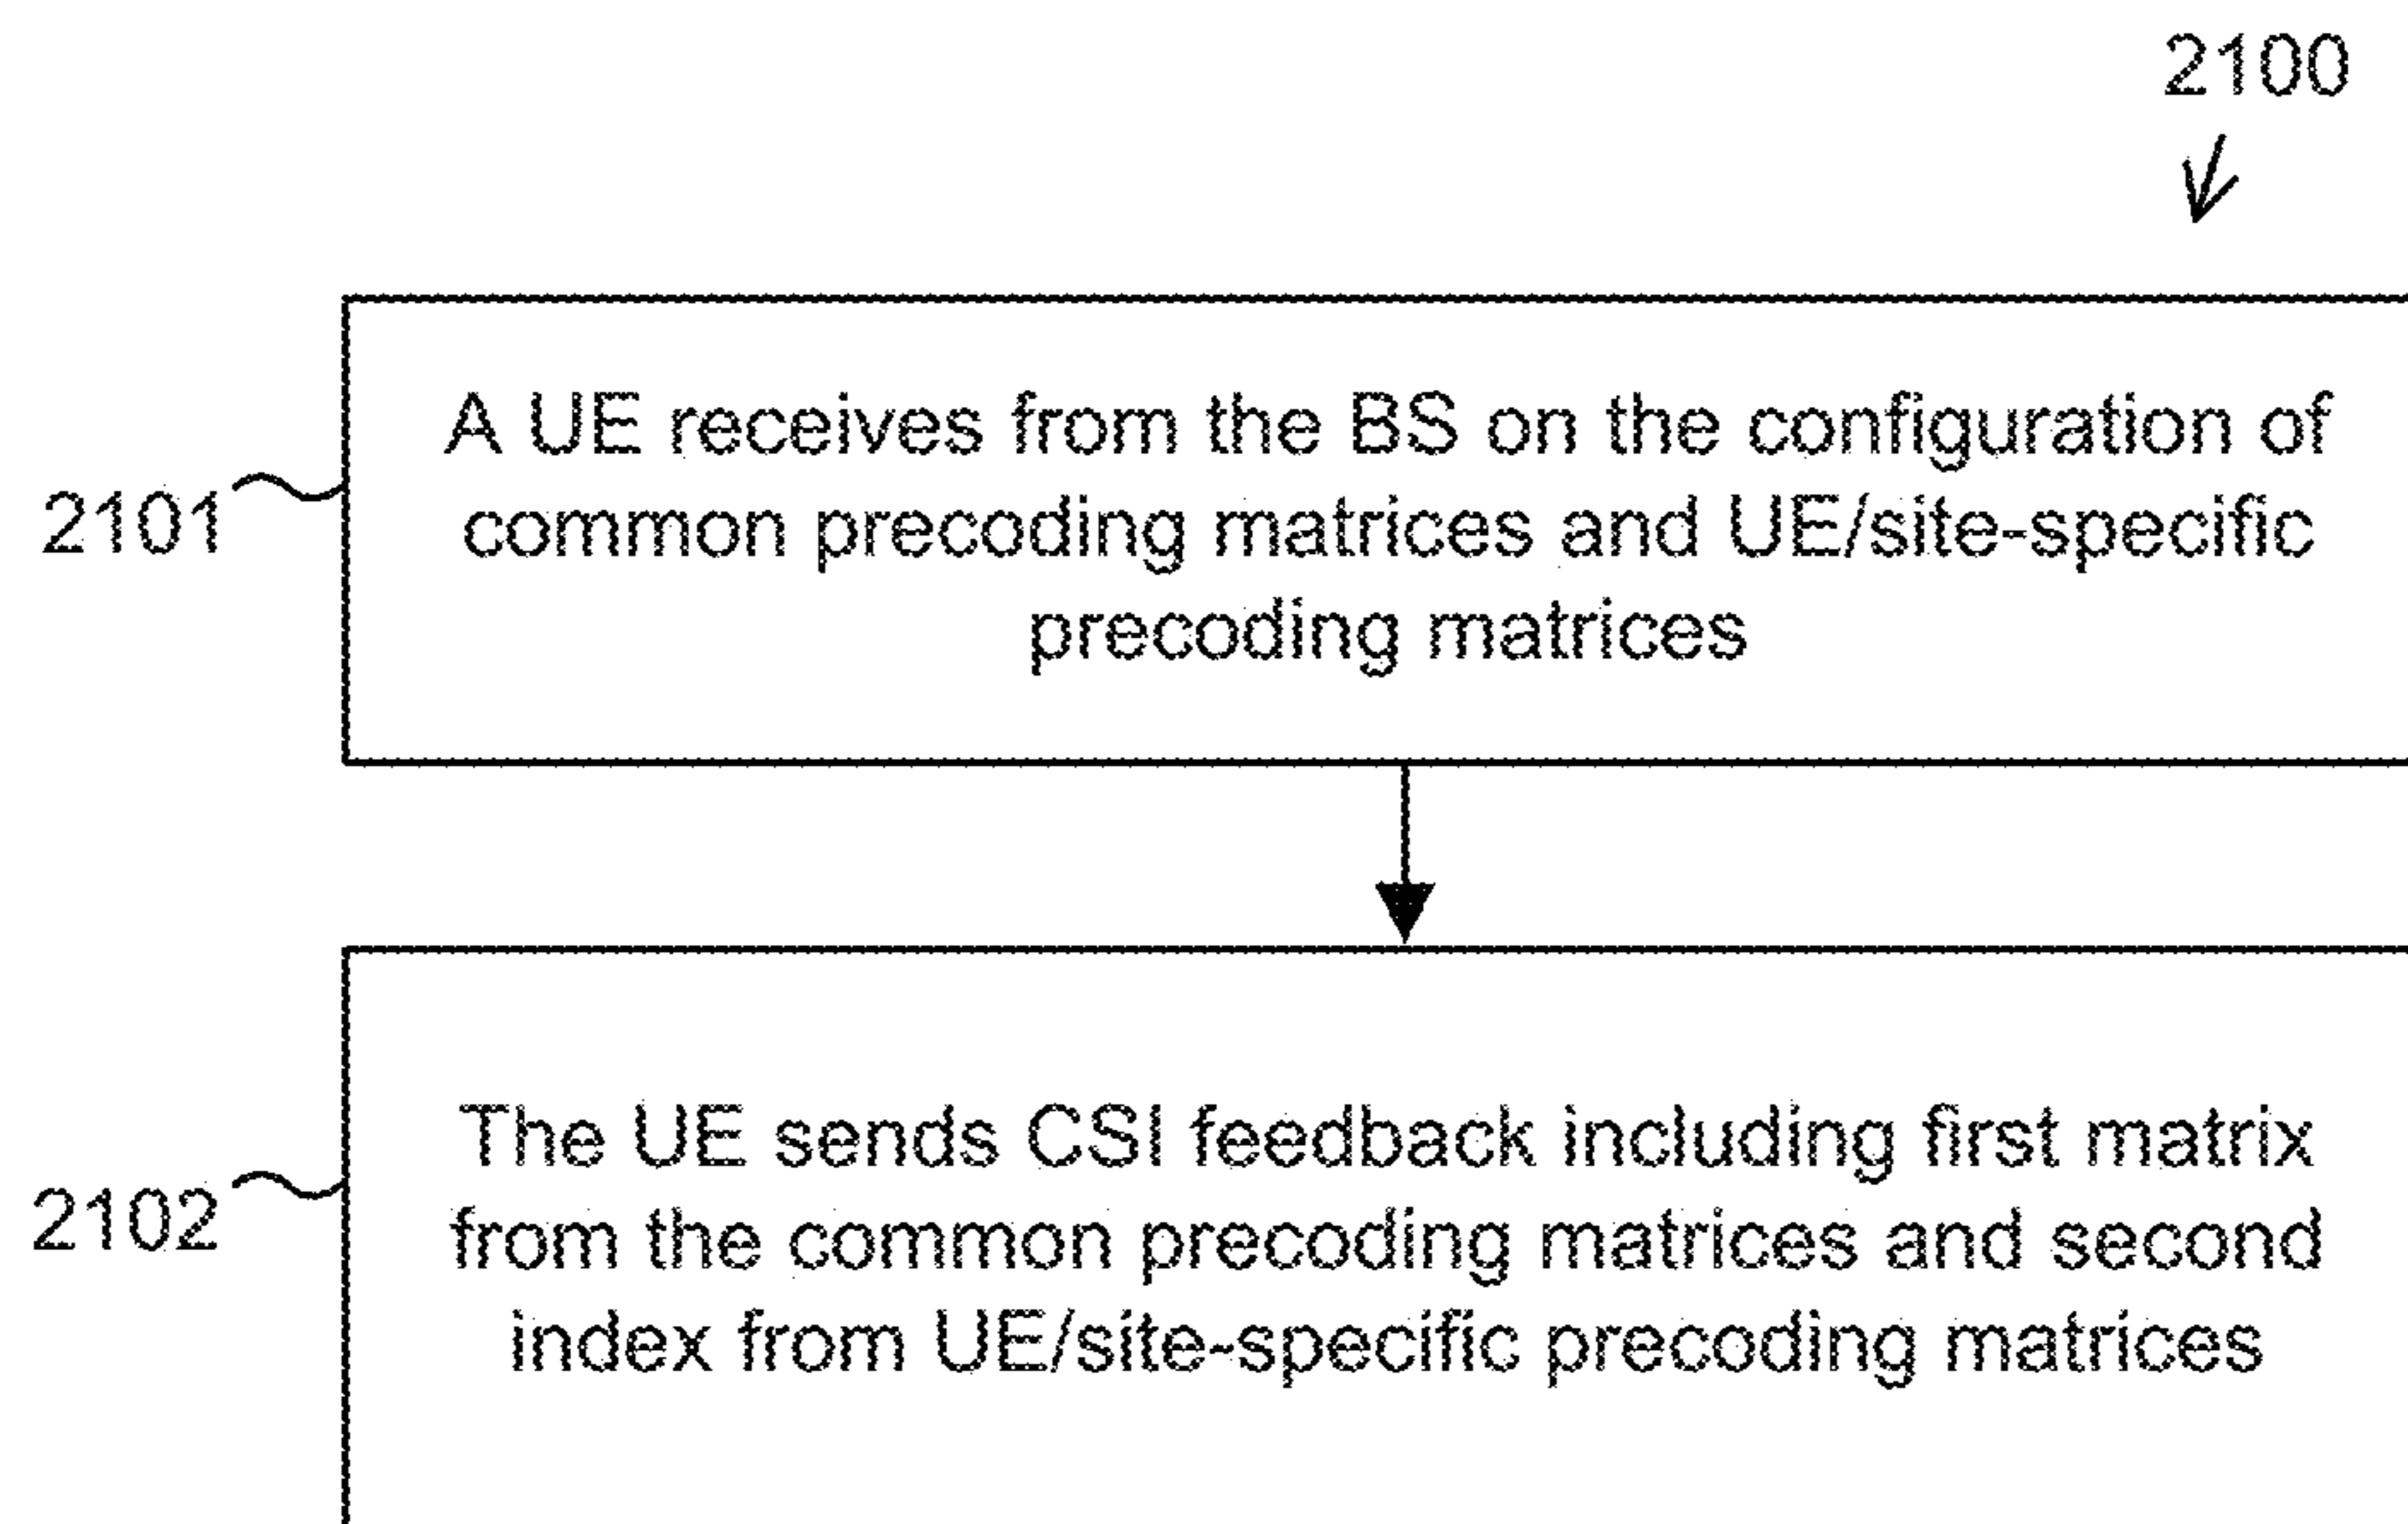 2100
A UE receives from the BS on the configuration of
common precoding matrices and UE/site-specific
precoding matrices
2101
The UE sends CSI feedback including first matrix
from the common precoding matrices and second
index from UE/site-specific precoding matrices
2102